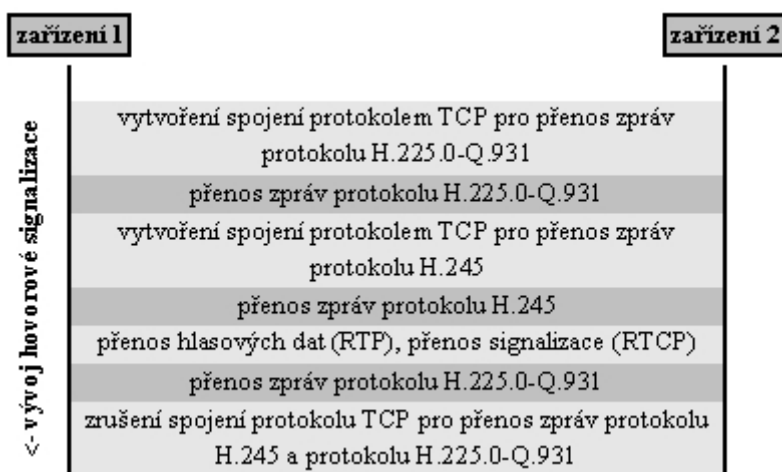 zařízení 1
zařízení 2
<- vývoj hovorové signalizace
vytvoření spojení protokolem TCP pro přenos zpráv
protokolu H.225.0-Q.931
přenos zpráv protokolu H.225.0-Q.931
vytvoření spojení protokolem TCP pro přenos zpráv
protokolu H.245
přenos zpráv protokolu H.245
přenos hlasových dat (RTP), přenos signalizace (RTCP)
přenos zpráv protokolu H.225.0-Q.931
zrušení spojení protokolu TCP pro přenos zpráv protokolu
H.245 a protokolu H.225.0-Q.931